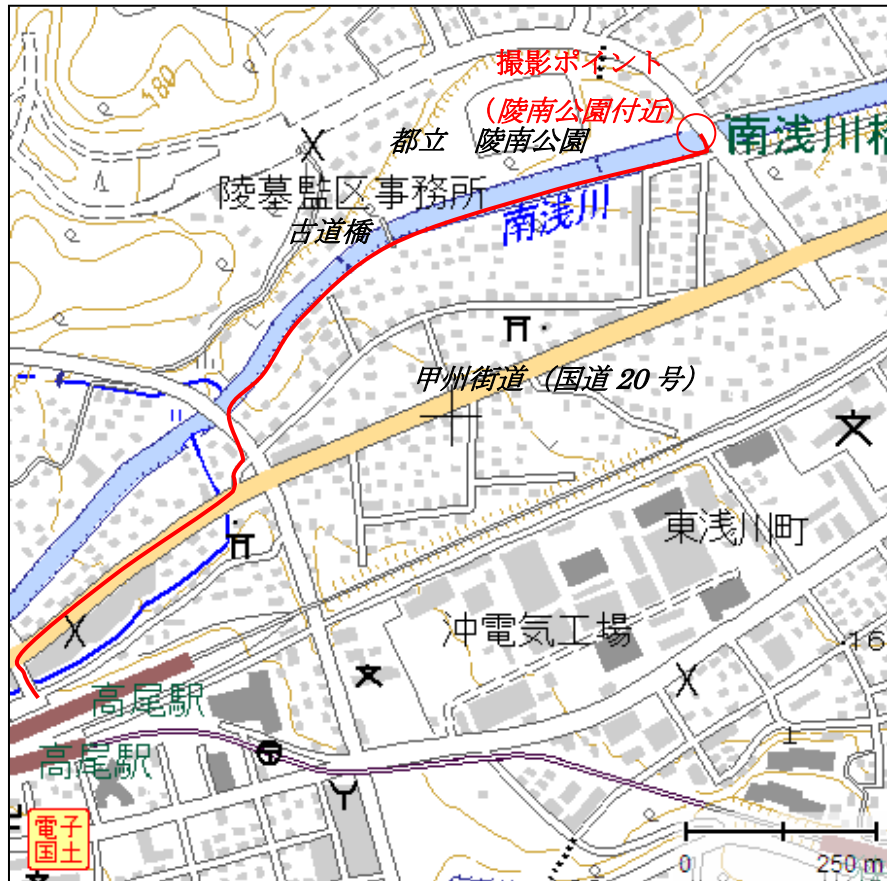 180
撮影ポイント
（陵南公園付近）
都立 陵南公園
南浅川
陵墓監区事務所
古道橋
南浅川
甲州街道（国道 20 号）
東浅川町
沖電気工場
16
高尾駅
高尾駅
電子
国土
0 250 m